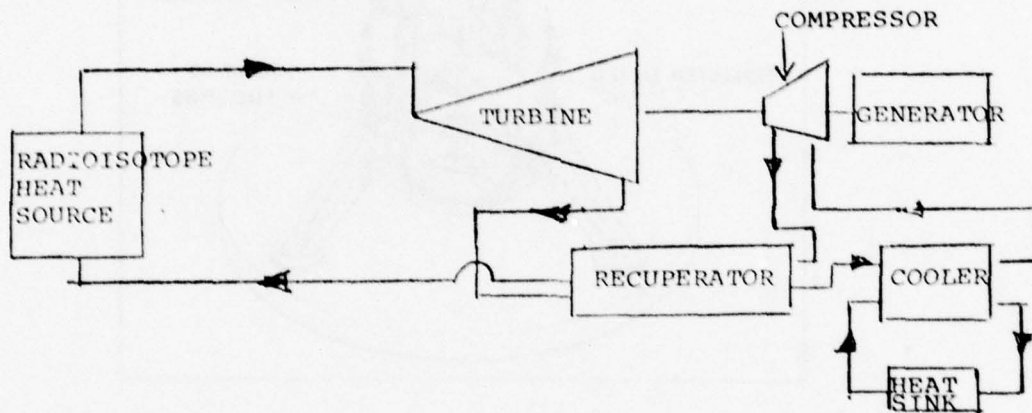 COMPRESSOR
TURBINE
GENERATOR
RADIOISOTOPE
HEAT
SOURCE
RECUPERATOR
COOLER
HEAT
SINK